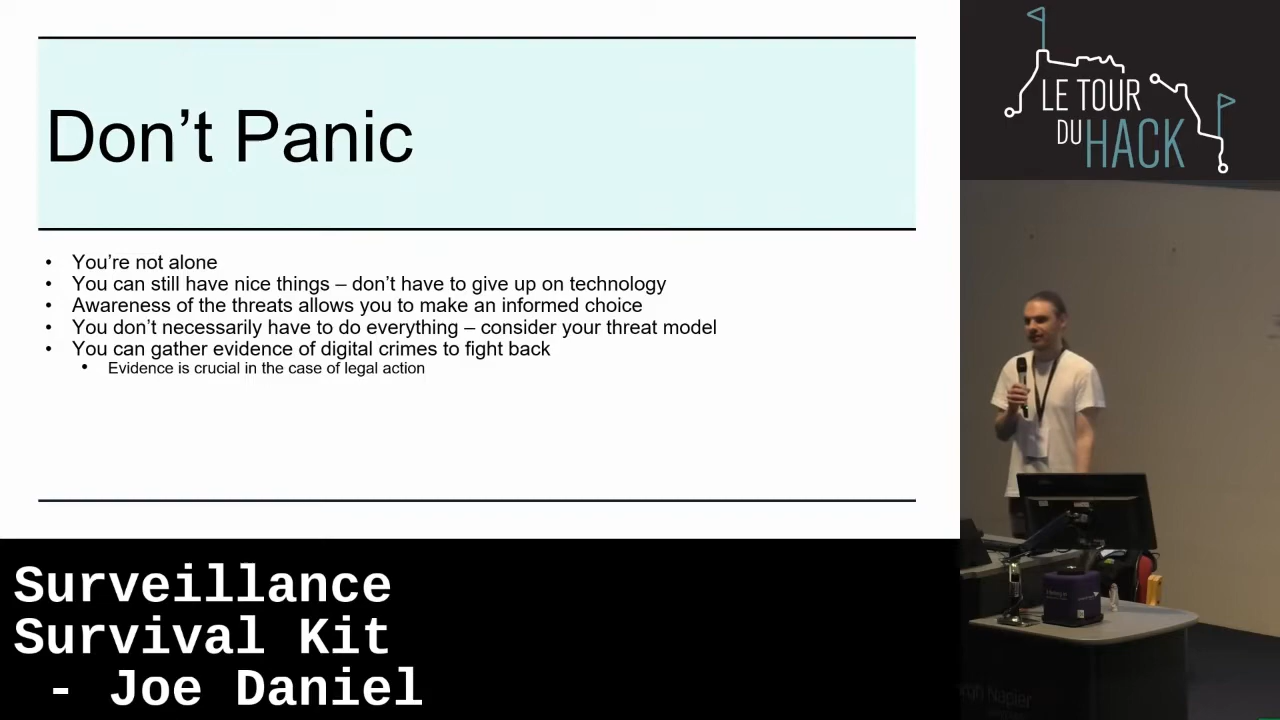 Don’t Panic
• You’re not alone
• You can still have nice things – don’t have to give up on technology
• Awareness of the threats allows you to make an informed choice
• You don’t necessarily have to do everything – consider your threat model
• You can gather evidence of digital crimes to fight back
• Evidence is crucial in the case of legal action
LE TOUR
DU HACK
Napier
Surveillance
Survival Kit
- Joe Daniel